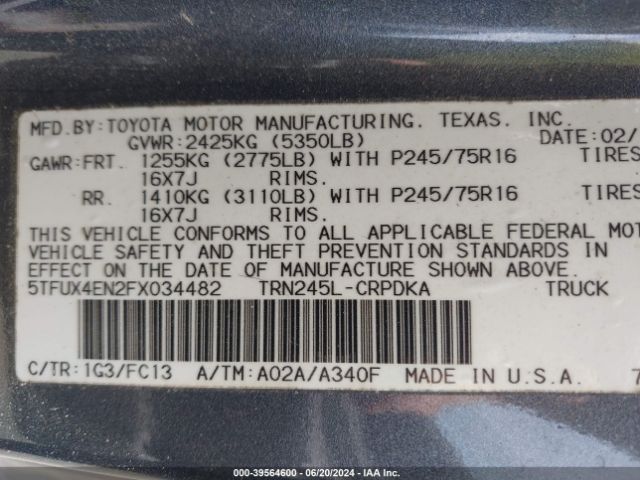 MFD.BY:TOYOTA MOTOR MANUFACTURING. TEXAS. INC.
GVWR:2425KG (5350LB) DATE:02/
GAWR:FRT. 1255KG (2775LB) WITH P245/75R16 TIRES
16X7J RIMS.
RR. 1410KG (3110LB) WITH P245/75R16 TIRES
16X7J RIMS.
THIS VEHICLE CONFORMS TO ALL APPLICABLE FEDERAL MOT
VEHICLE SAFETY AND THEFT PREVENTION STANDARDS IN
EFFECT ON THE DATE OF MANUFACTURE SHOWN ABOVE.
5TFUX4EN2FX034482 TRN245L-CRPDKA TRUCK
C/TR:1G3/FC13 A/TM:A02A/A340F MADE IN U.S.A. 7
000-39564600 - 06/20/2024 - IAA Inc.